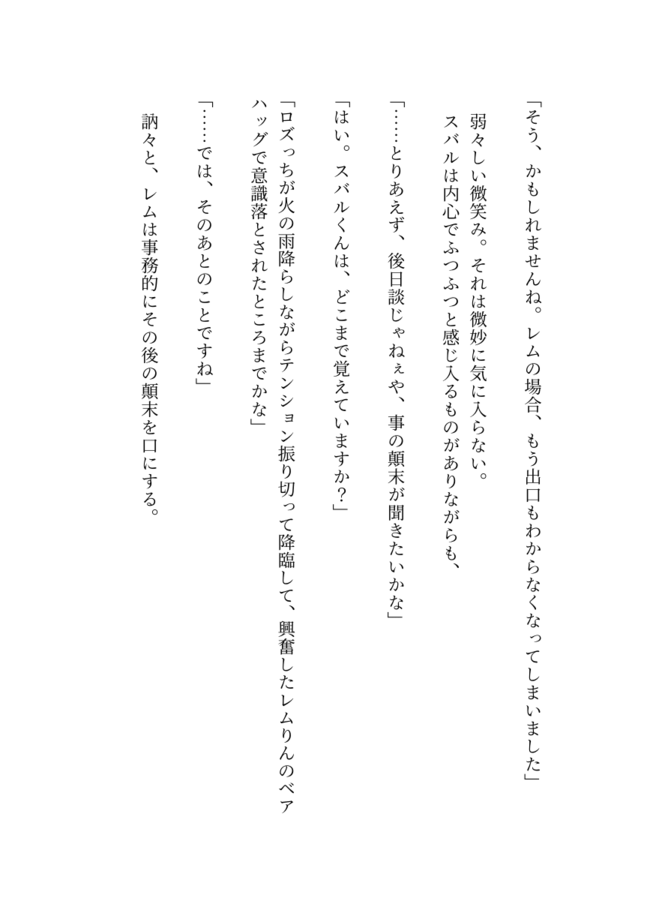 「そう、かもしれませんね。レムの場合、もう出口もわからなくなってしまいました」
弱々しい微笑み。それは微妙に気に入らない。
スバルは内心でふつふつと感じ入るものがありながらも、
「……とりあえず、後日談じゃねぇや、事の顛末が聞きたいかな」
「はい。スバルくんは、どこまで覚えていますか？」
「ロズっちが火の雨降らしながらテンション振り切って降臨して、興奮したレムりんのベア
ハッグで意識落とされたところまでかな」
「……では、そのあとのことですね」
訥々と、レムは事務的にその後の顛末を口にする。